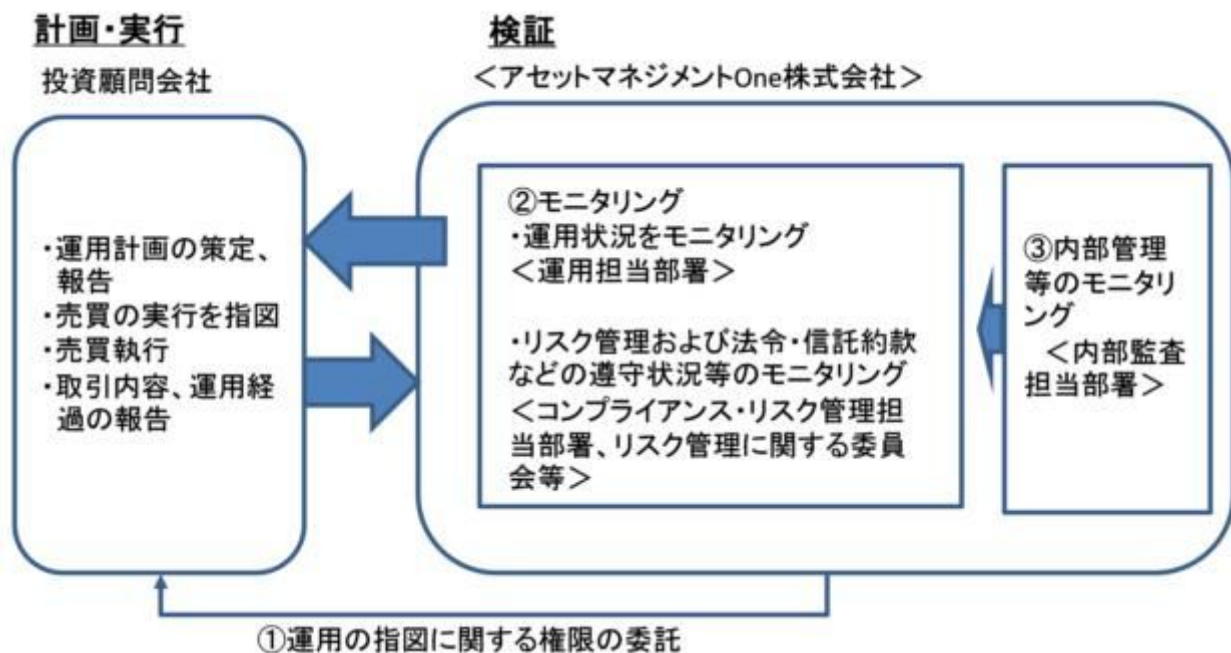 計画・実行
投資顧問会社
・運用計画の策定、
報告
・売買の実行を指図
・売買執行
・取引内容、運用経
過の報告
検証
＜アセットマネジメントOne株式会社＞
②モニタリング
・運用状況をモニタリング
＜運用担当部署＞
・リスク管理および法令・信託約款
などの遵守状況等のモニタリング
＜コンプライアンス・リスク管理担
当部署、リスク管理に関する委員
会等＞
③内部管理
等のモニタリ
ング
＜内部監査
担当部署＞
①運用の指図に関する権限の委託